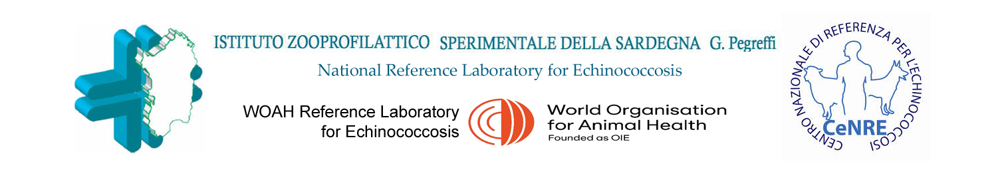 ISTITUTO ZOOPROFILATTICO SPERIMENTALE DELLA SARDEGNA G. Pegreffi
National Reference Laboratory for Echinococcosis
WOAH Reference Laboratory
for Echinococcosis
World Organisation
for Animal Health
Founded as OIE
CENTRO NAZIONALE DI REFERENZA PER L'ECHINOCOCCOSI
CeNRE